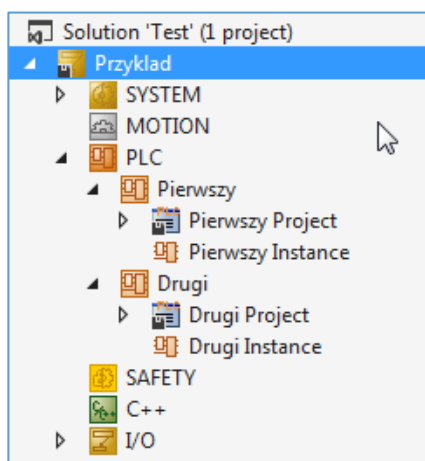 Solution 'Test' (1 project)
Przyklad
SYSTEM
MOTION
PLC
Pierwszy
Pierwszy Project
Pierwszy Instance
Drugi
Drugi Project
Drugi Instance
SAFETY
C++
I/O